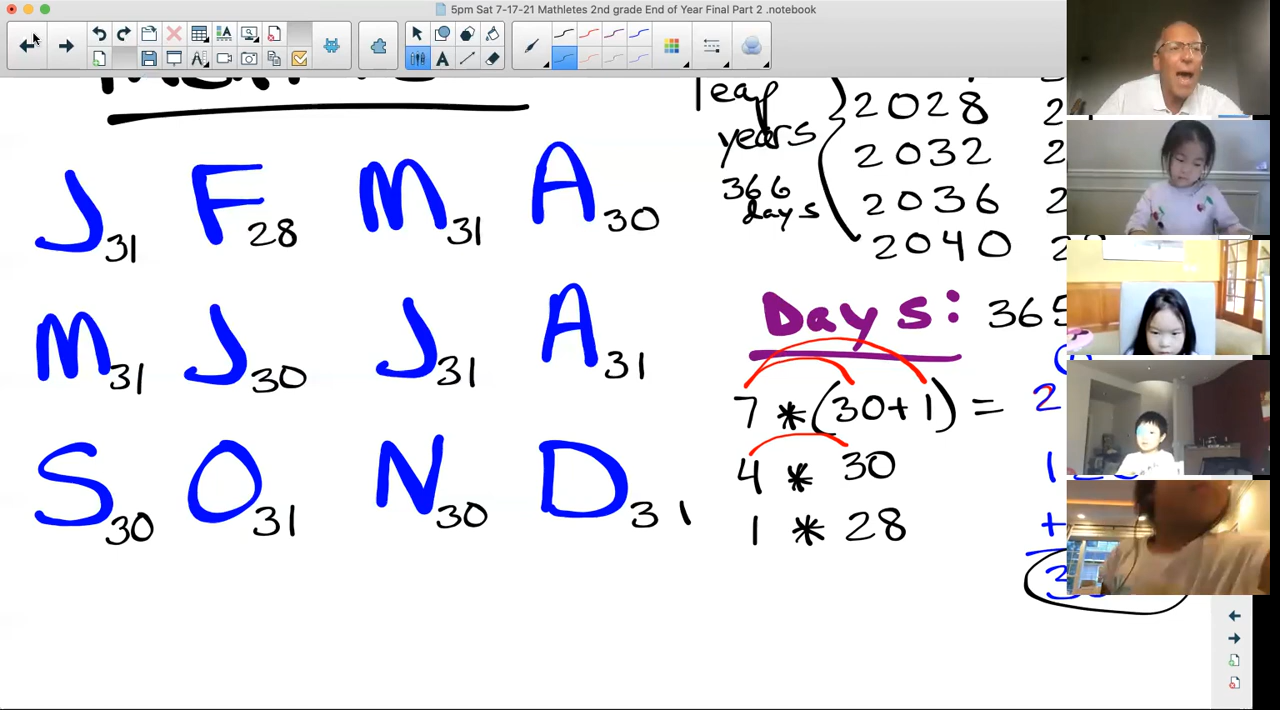 5pm Sat 7-17-21 Mathletes 2nd grade End of Year Final Part 2 .notebook
J31 F28 M31 A30
M31 J30 J31 A31
S30 O31 N30 D31
leap
years
366
days
2028
2032
2036
2040
Days: 365
7 * (30+1) =
4 * 30
1 * 28